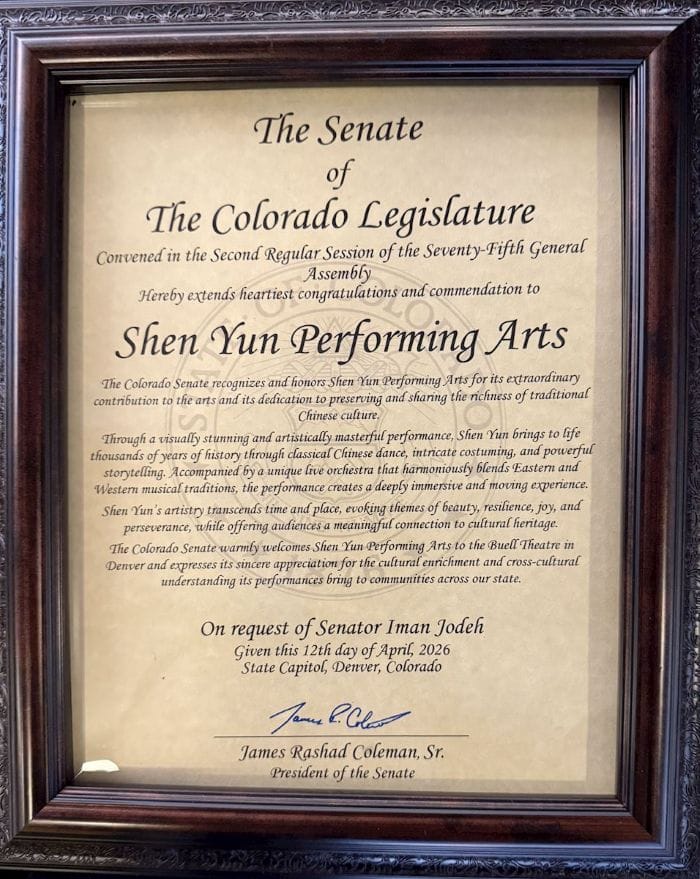 The Senate
of
The Colorado Legislature
Convened in the Second Regular Session of the Seventy-Fifth General
Assembly
Hereby extends heartiest congratulations and commendation to
Shen Yun Performing Arts
The Colorado Senate recognizes and honors Shen Yun Performing Arts for its extraordinary
contribution to the arts and its dedication to preserving and sharing the richness of traditional
Chinese culture.
Through a visually stunning and artistically masterful performance, Shen Yun brings to life
thousands of years of history through classical Chinese dance, intricate costuming, and powerful
storytelling. Accompanied by a unique live orchestra that harmoniously blends Eastern and
Western musical traditions, the performance creates a deeply immersive and moving experience.
Shen Yun's artistry transcends time and place, evoking themes of beauty, resilience, joy, and
perseverance, while offering audiences a meaningful connection to cultural heritage.
The Colorado Senate warmly welcomes Shen Yun Performing Arts to the Buell Theatre in
Denver and expresses its sincere appreciation for the cultural enrichment and cross-cultural
understanding its performances bring to communities across our state.
On request of Senator Iman Jodeh
Given this 12th day of April, 2026
State Capitol, Denver, Colorado
James R. Coleman
James Rashad Coleman, Sr.
President of the Senate